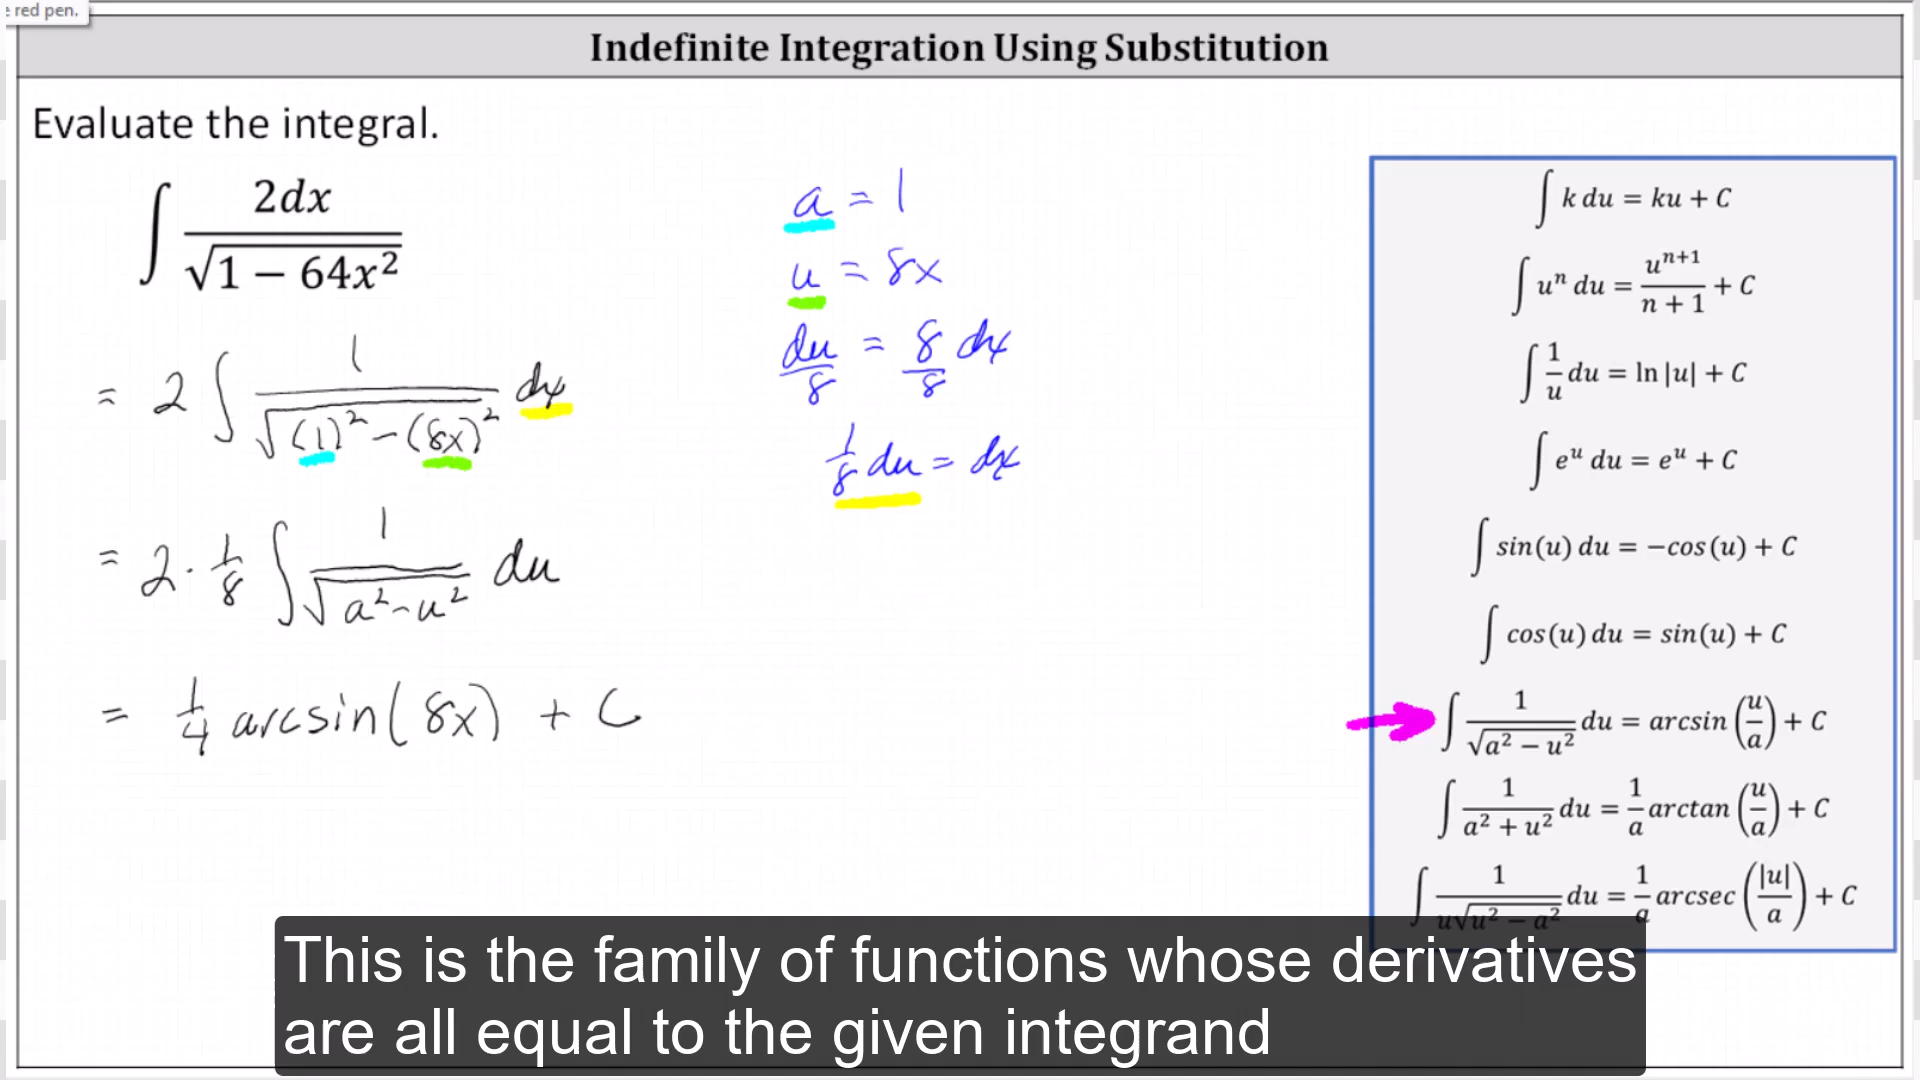 e red pen.
Indefinite Integration Using Substitution
Evaluate the integral.
∫ 2dx / √(1 − 64x²)
= 2 ∫ 1 / √((1)² − (8x)²) dx
= 2 · 1/8 ∫ 1 / √(a² − u²) du
= 1/4 arcsin(8x) + C
a = 1
u = 8x
du/8 = 8/8 dx
1/8 du = dx
∫ k du = ku + C
∫ uⁿ du = uⁿ⁺¹ / (n + 1) + C
∫ 1/u du = ln|u| + C
∫ eᵘ du = eᵘ + C
∫ sin(u) du = −cos(u) + C
∫ cos(u) du = sin(u) + C
∫ 1 / √(a² − u²) du = arcsin (u/a) + C
∫ 1 / (a² + u²) du = 1/a arctan (u/a) + C
∫ 1 / (u√(u² − a²)) du = 1/a arcsec (|u|/a) + C
This is the family of functions whose derivatives
are all equal to the given integrand